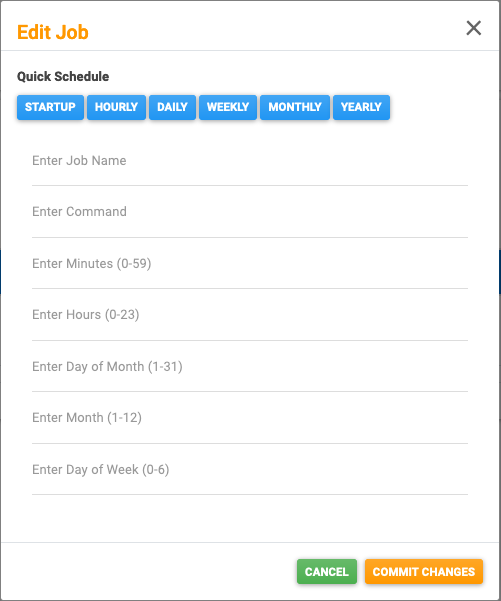 Edit Job
Quick Schedule
STARTUP HOURLY DAILY WEEKLY MONTHLY YEARLY
Enter Job Name
Enter Command
Enter Minutes (0-59)
Enter Hours (0-23)
Enter Day of Month (1-31)
Enter Month (1-12)
Enter Day of Week (0-6)
CANCEL COMMIT CHANGES